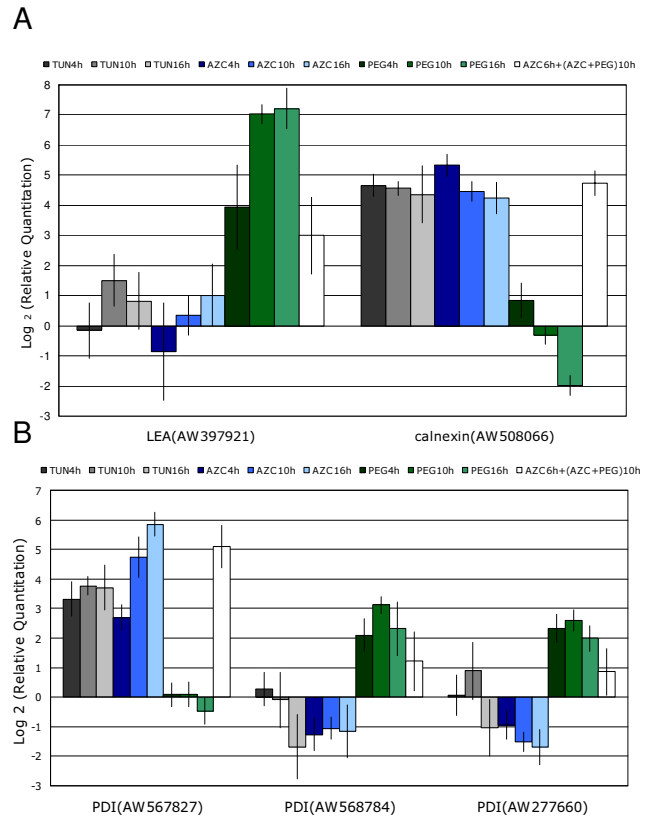 A
TUN4h TUN10h TUN16h AZC4h AZC10h AZC16h PEG4h PEG10h PEG16h AZC6h+(AZC+PEG)10h
Log 2 (Relative Quantitation)
8
7
6
5
4
3
2
1
0
-1
-2
-3
LEA(AW397921) calnexin(AW508066)
B
TUN4h TUN10h TUN16h AZC4h AZC10h AZC16h PEG4h PEG10h PEG16h AZC6h+(AZC+PEG)10h
Log 2 (Relative Quantitation)
7
6
5
4
3
2
1
0
-1
-2
-3
PDI(AW567827) PDI(AW568784) PDI(AW277660)